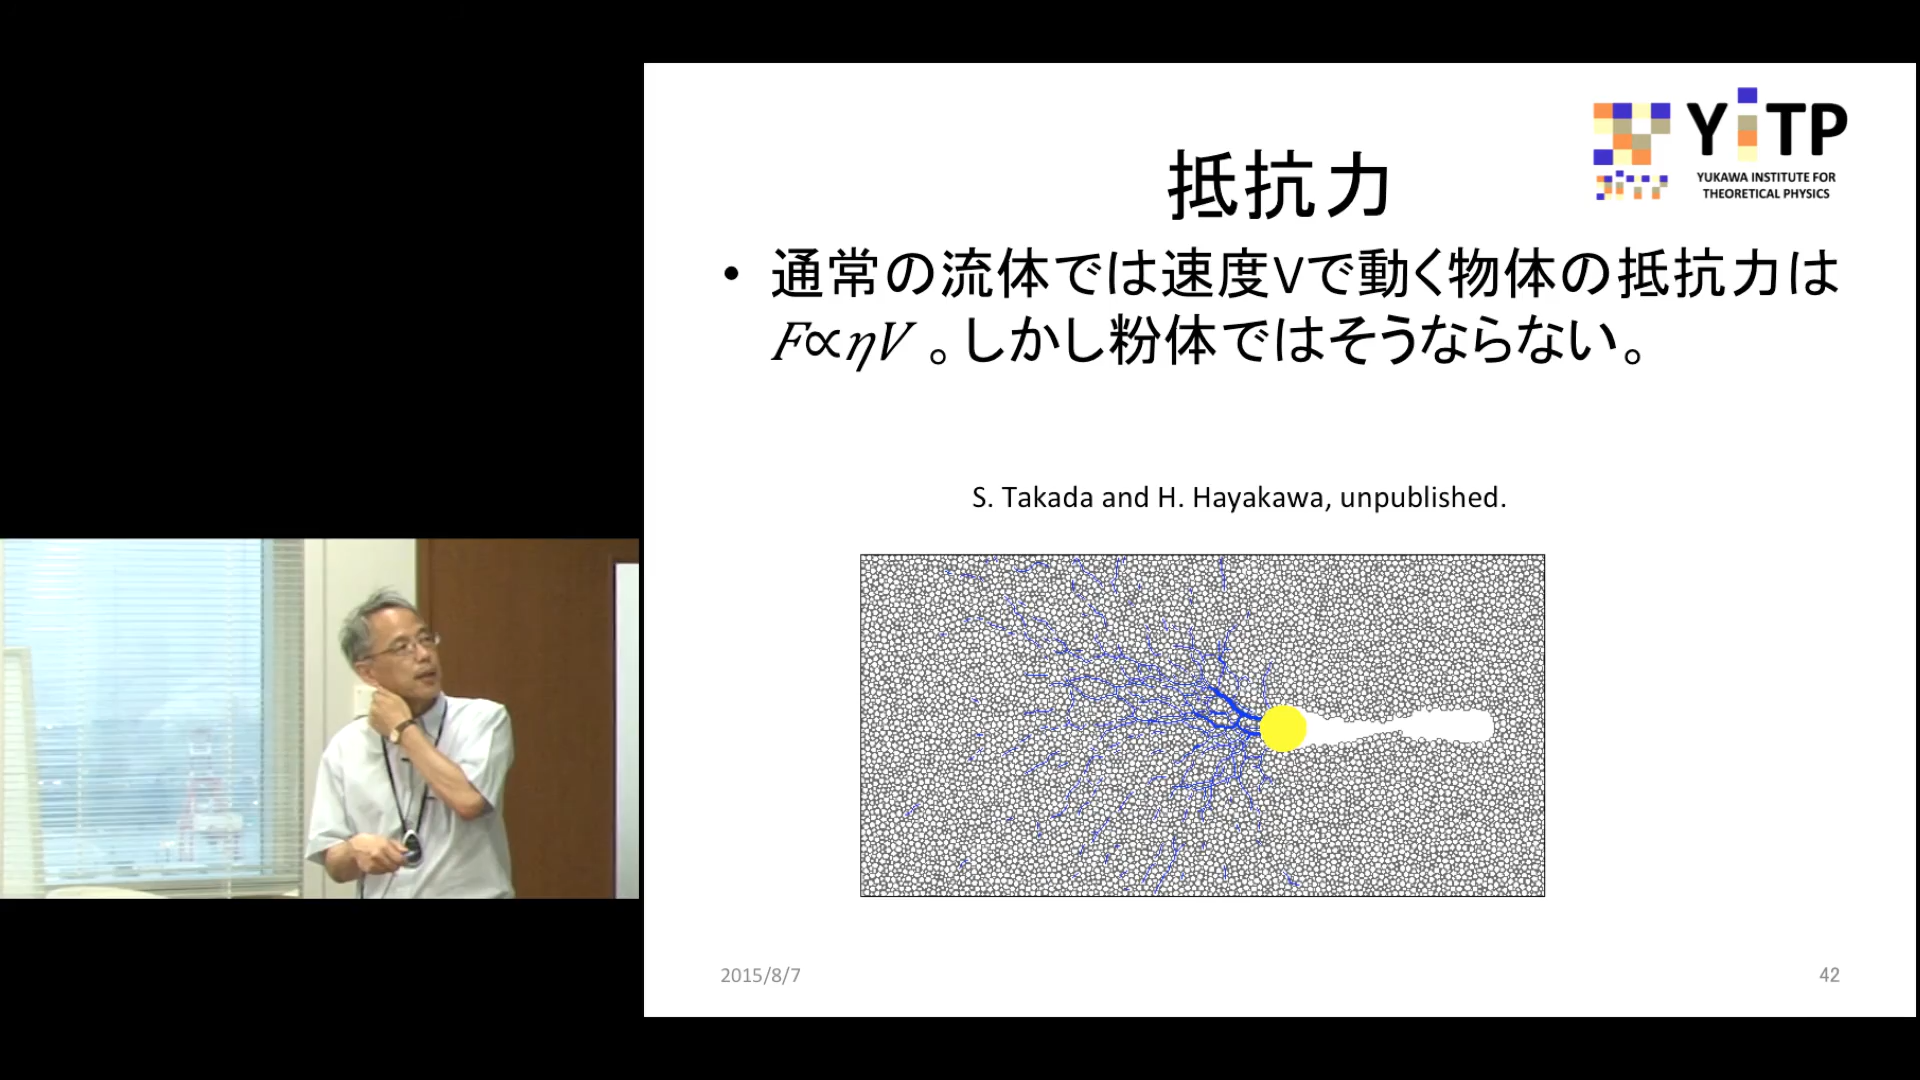 YiTP
YUKAWA INSTITUTE FOR
THEORETICAL PHYSICS
抵抗力
• 通常の流体では速度Vで動く物体の抵抗力は
F∝ηV 。しかし粉体ではそうならない。
S. Takada and H. Hayakawa, unpublished.
2015/8/7
42